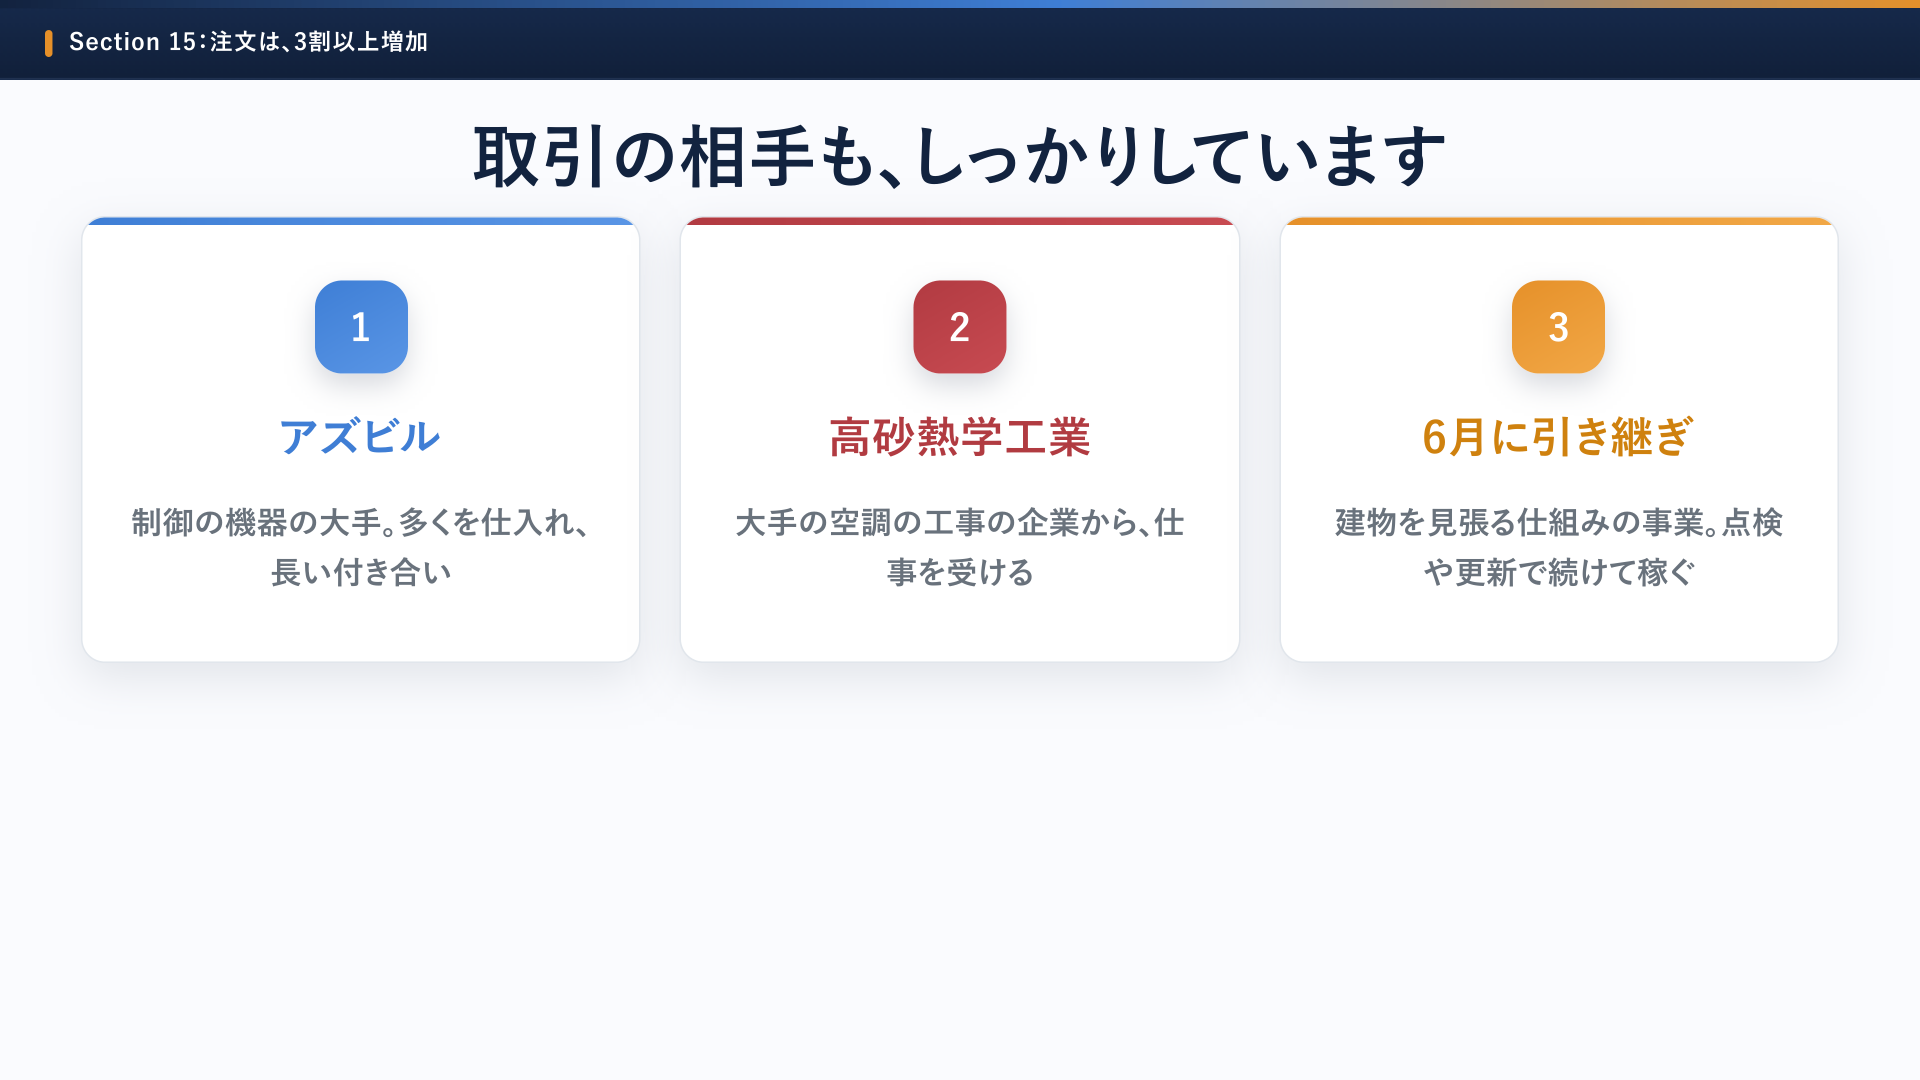 Section 15：注文は、3割以上増加
取引の相手も、しっかりしています
1
アズビル
制御の機器の大手。多くを仕入れ、
長い付き合い
2
高砂熱学工業
大手の空調の工事の企業から、仕
事を受ける
3
6月に引き継ぎ
建物を見張る仕組みの事業。点検
や更新で続けて稼ぐ